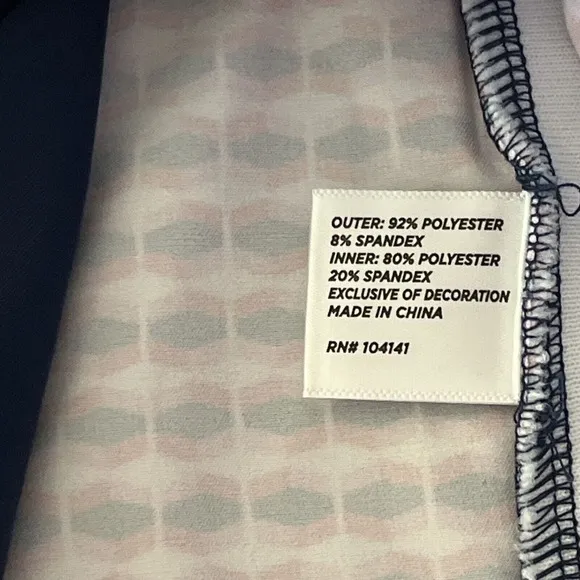 OUTER: 92% POLYESTER
8% SPANDEX
INNER: 80% POLYESTER
20% SPANDEX
EXCLUSIVE OF DECORATION
MADE IN CHINA
RN# 104141